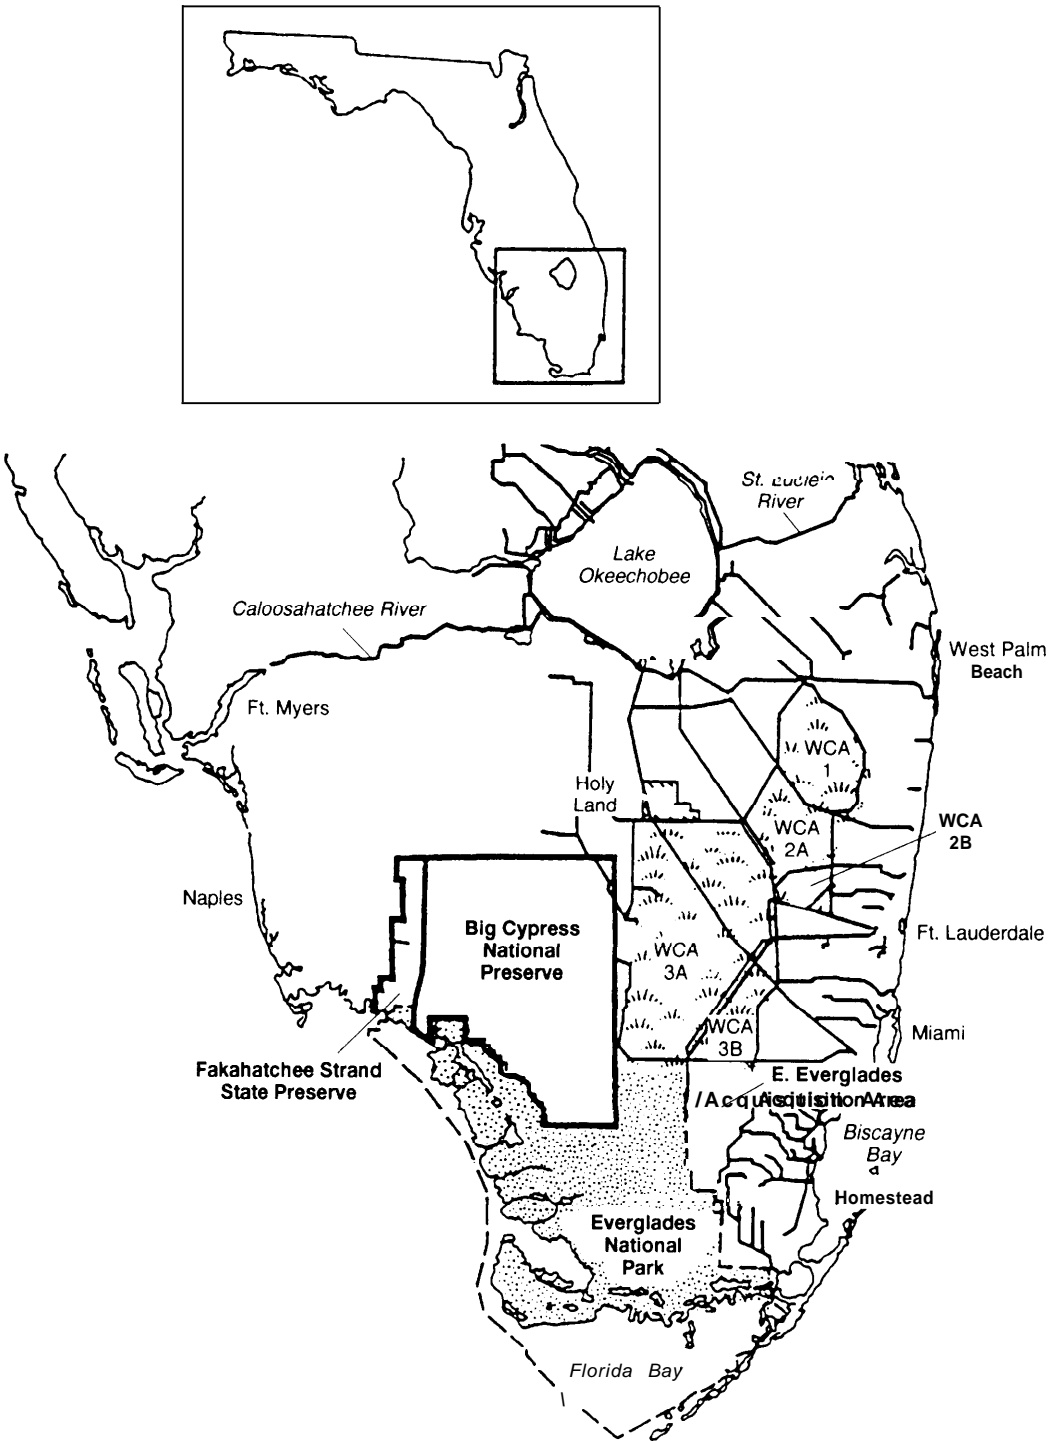 St.
River
Lake
Okeechobee
Caloosahatchee River
West Palm
Beach
Ft. Myers
WCA
1
Holy
Land
WCA
2A
WCA
2B
Naples
Big Cypress
National
Preserve
Ft. Lauderdale
WCA
3A
WCA
3B
Miami
Fakahatchee Strand
State Preserve
E. Everglades
Acquisition Area
Biscayne
Bay
Homestead
Everglades
National
Park
Florida Bay